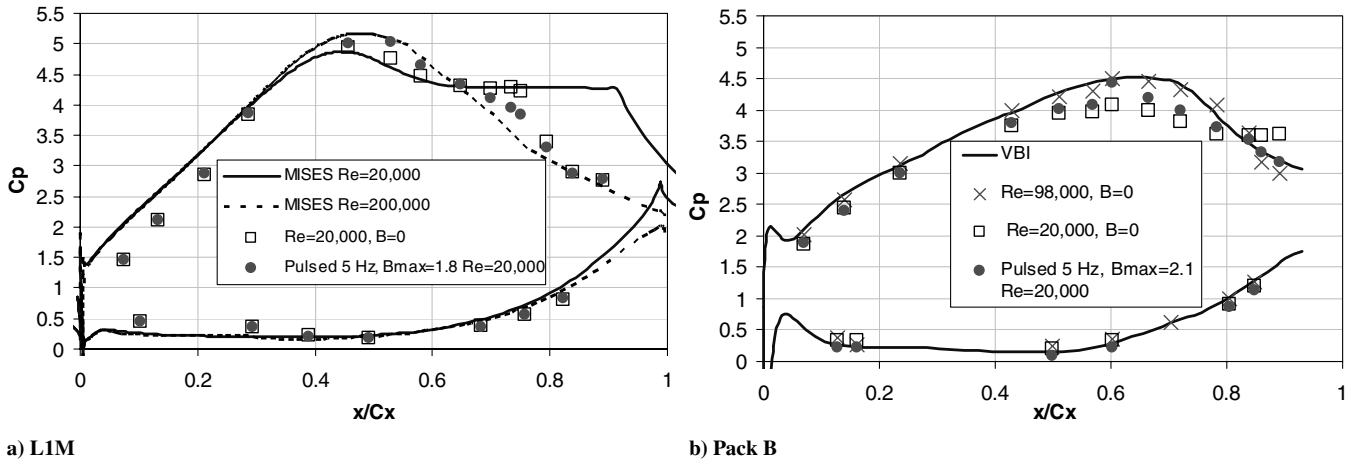 5.5
5
4.5
4
3.5
3
2.5
2
1.5
1
0.5
0
Cp
0 0.2 0.4 0.6 0.8 1
x/Cx
MISES Re=20,000
MISES Re=200,000
Re=20,000, B=0
Pulsed 5 Hz, Bmax=1.8 Re=20,000
a) L1M
5.5
5
4.5
4
3.5
3
2.5
2
1.5
1
0.5
0
Cp
0 0.2 0.4 0.6 0.8 1
x/Cx
VBI
Re=98,000, B=0
Re=20,000, B=0
Pulsed 5 Hz, Bmax=2.1
Re=20,000
b) Pack B